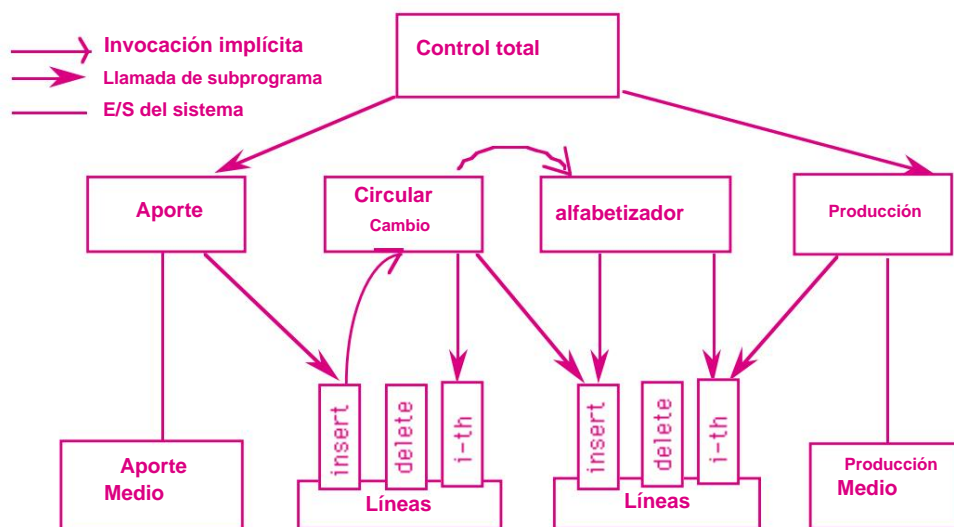 Invocación implícita
Llamada de subprograma
E/S del sistema
Control total
Aporte
Circular
Cambio
alfabetizador
Producción
insert
delete
i-th
insert
delete
i-th
Aporte
Medio
Líneas
Líneas
Producción
Medio